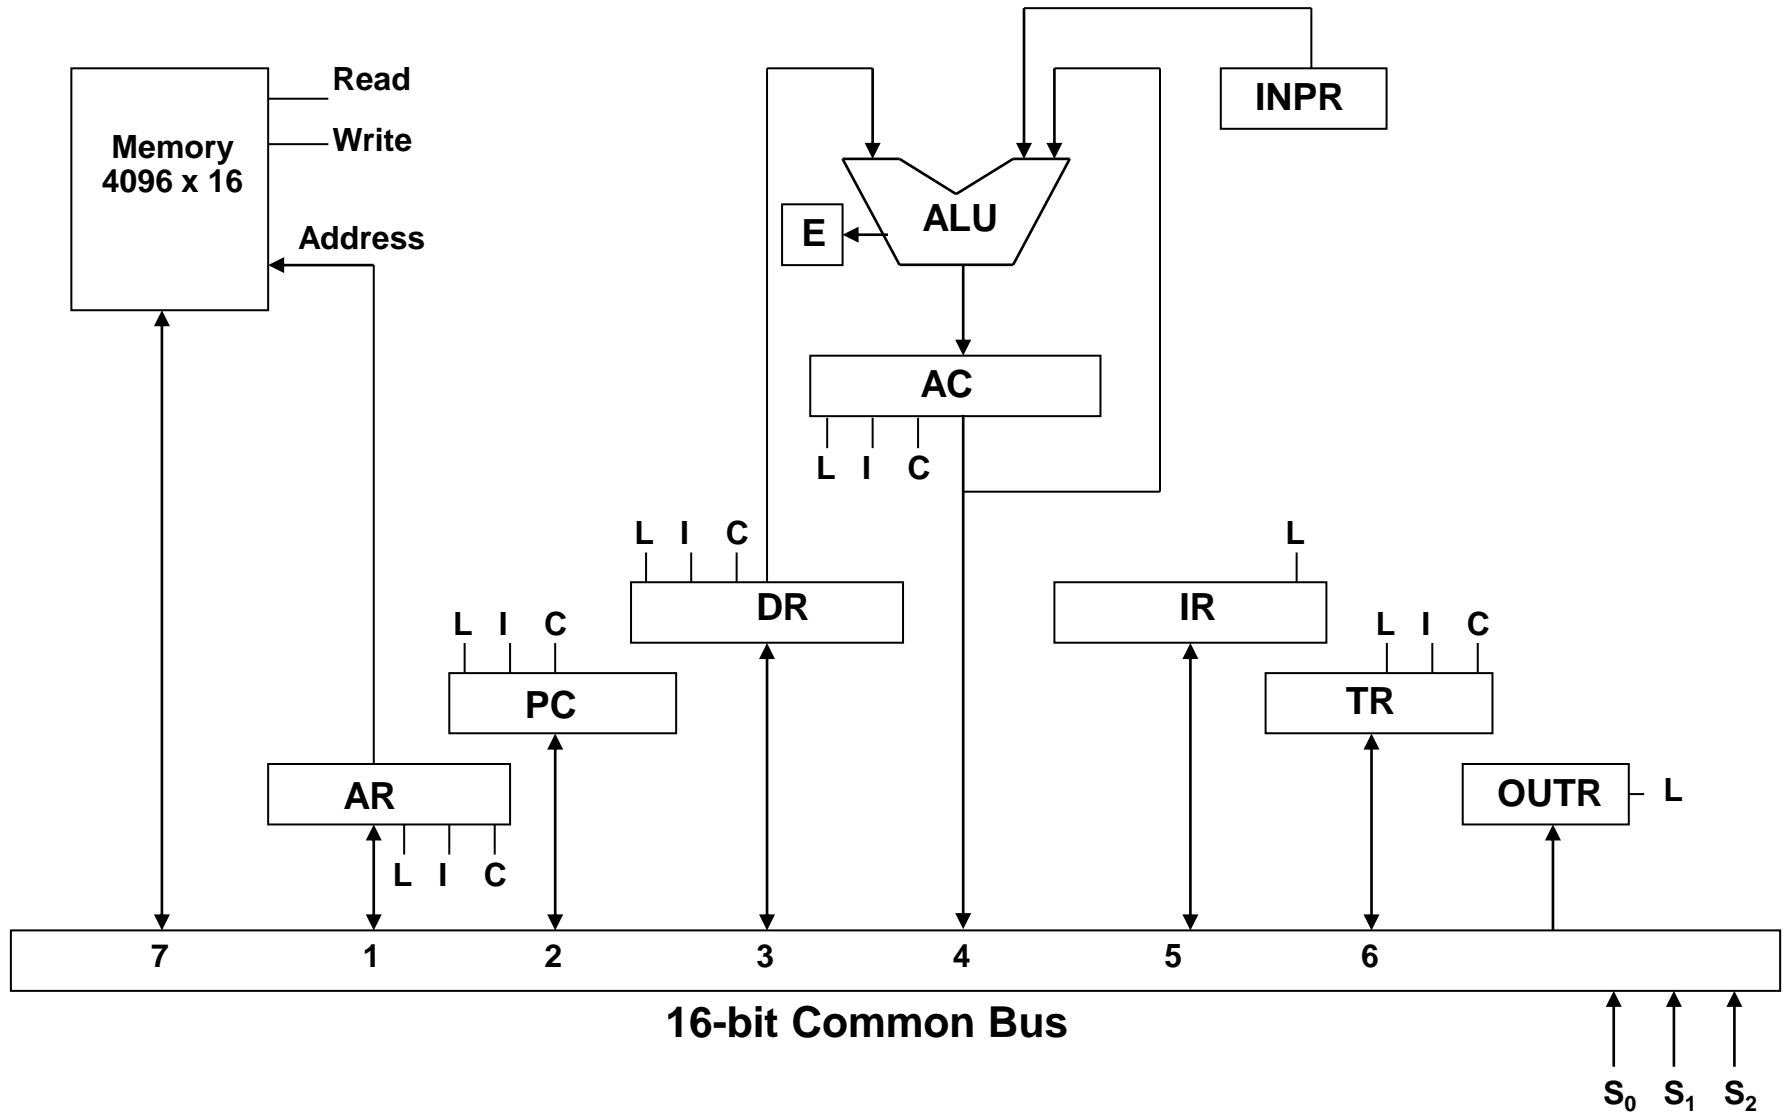 Read
Write
Memory
4096 x 16
Address
INPR
ALU
E
AC
L I C
L I C
DR
L
IR
L I C
PC
L I C
TR
AR
L I C
OUTR
L
7 1 2 3 4 5 6
16-bit Common Bus
S₀ S₁ S₂